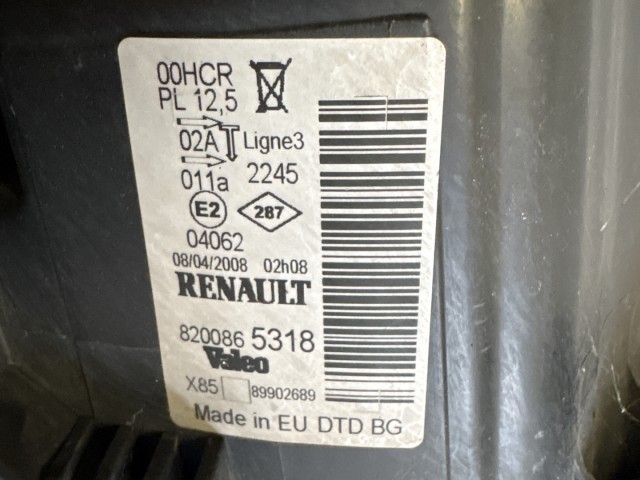 00HCR
PL 12,5
02A Ligne3
011a 2245
E2 287
04062
08/04/2008 02h08
RENAULT
820086 5318
Valeo
X85 89902689
Made in EU DTD BG